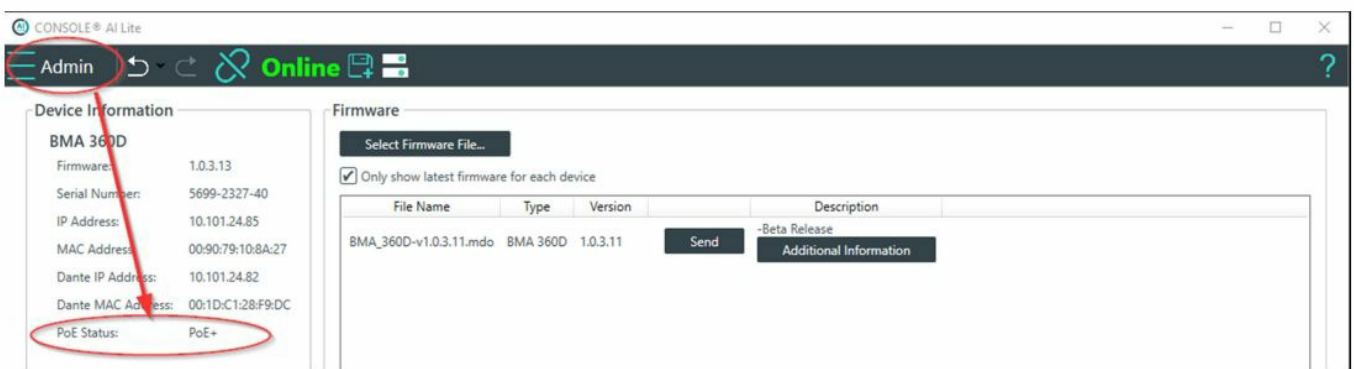 AI CONSOLE® AI Lite
Admin Online ?
Device Information
BMA 360D
Firmware: 1.0.3.13
Serial Number: 5699-2327-40
IP Address: 10.101.24.85
MAC Address: 00:90:79:10:8A:27
Dante IP Address: 10.101.24.82
Dante MAC Address: 00:1D:C1:28:F9:DC
PoE Status: PoE+
Firmware
Select Firmware File...
Only show latest firmware for each device
File Name Type Version Description
BMA_360D-v1.0.3.11.mdo BMA 360D 1.0.3.11 Send
-Beta Release
Additional Information